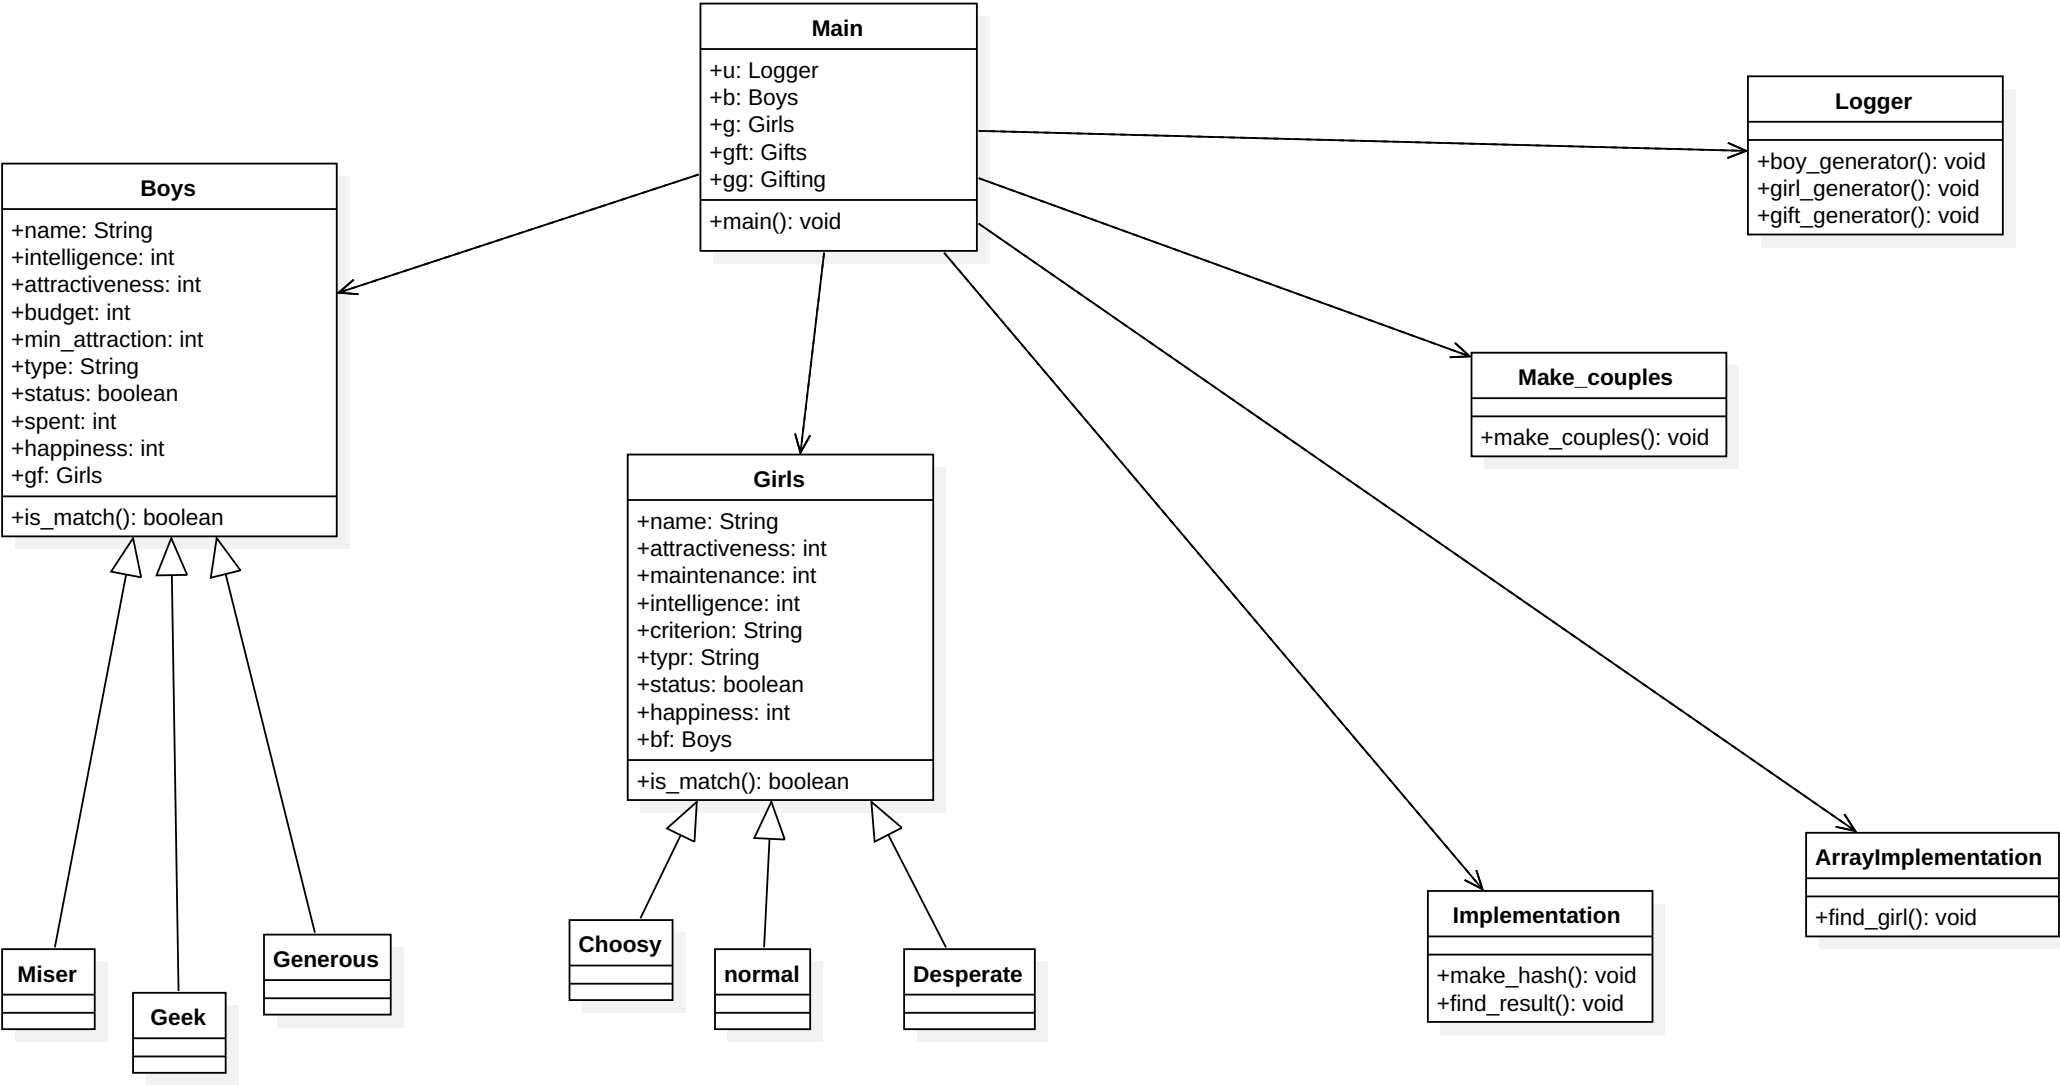 Main
+u: Logger
+b: Boys
+g: Girls
+gft: Gifts
+gg: Gifting
+main(): void
Logger
+boy_generator(): void
+girl_generator(): void
+gift_generator(): void
Boys
+name: String
+intelligence: int
+attractiveness: int
+budget: int
+min_attraction: int
+type: String
+status: boolean
+spent: int
+happiness: int
+gf: Girls
+is_match(): boolean
Make_couples
+make_couples(): void
Girls
+name: String
+attractiveness: int
+maintenance: int
+intelligence: int
+criterion: String
+typr: String
+status: boolean
+happiness: int
+bf: Boys
+is_match(): boolean
ArrayImplementation
+find_girl(): void
Implementation
+make_hash(): void
+find_result(): void
Miser
Geek
Generous
Choosy
normal
Desperate